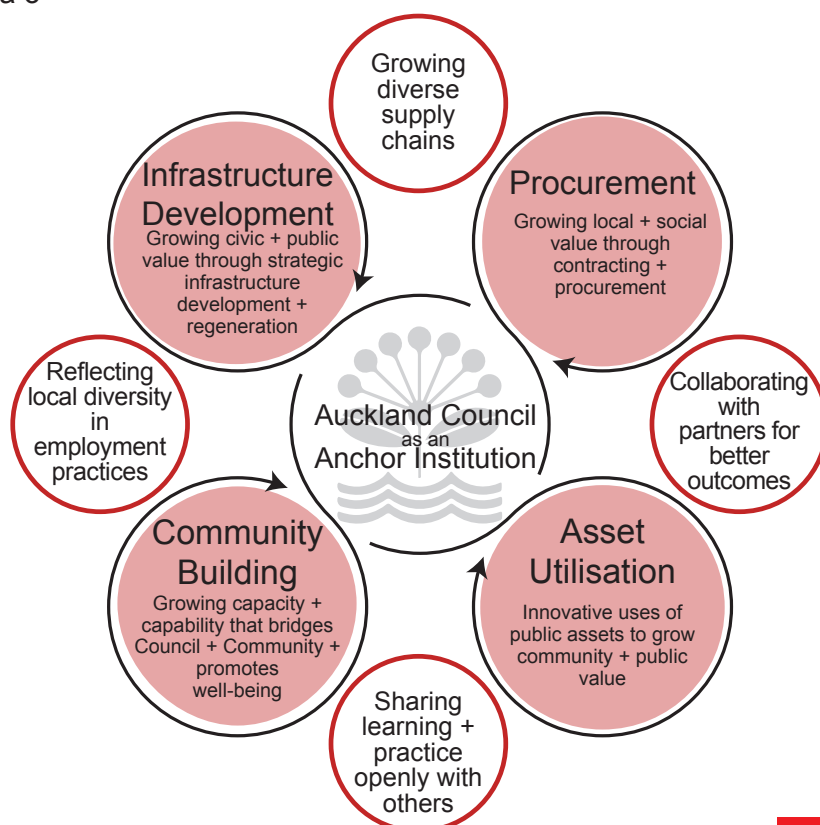 Growing
diverse
supply
chains
Infrastructure
Development
Growing civic + public
value through strategic
infrastructure
development +
regeneration
Procurement
Growing local + social
value through
contracting +
procurement
Reflecting
local diversity
in
employment
practices
Auckland Council
as an
Anchor Institution
Collaborating
with
partners for
better
outcomes
Community
Building
Growing capacity +
capability that bridges
Council + Community +
promotes
well-being
Asset
Utilisation
Innovative uses of
public assets to grow
community + public
value
Sharing
learning +
practice
openly with
others